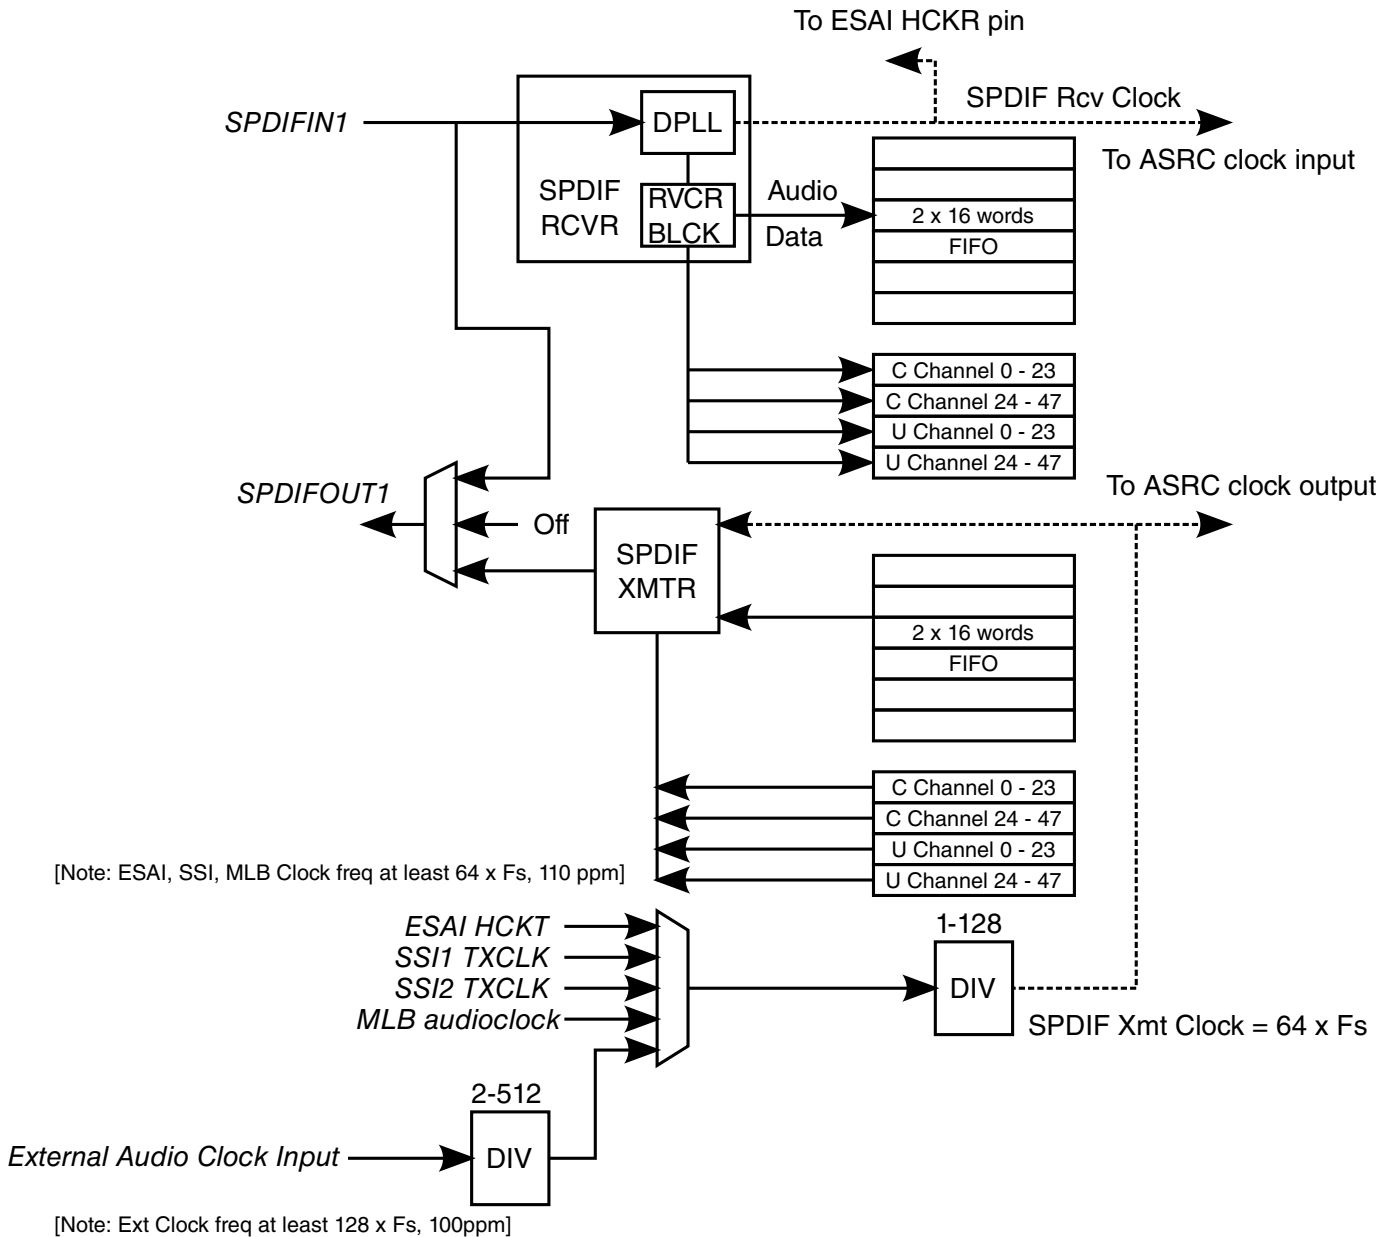 To ESAI HCKR pin
SPDIF Rcv Clock
SPDIFIN1
DPLL
To ASRC clock input
SPDIF
RCVR
RVCR
BLCK
Audio
Data
2 x 16 words
FIFO
C Channel 0 - 23
C Channel 24 - 47
U Channel 0 - 23
U Channel 24 - 47
SPDIFOUT1
To ASRC clock output
Off
SPDIF
XMTR
2 x 16 words
FIFO
C Channel 0 - 23
C Channel 24 - 47
U Channel 0 - 23
U Channel 24 - 47
[Note: ESAI, SSI, MLB Clock freq at least 64 x Fs, 110 ppm]
ESAI HCKT
SSI1 TXCLK
SSI2 TXCLK
MLB audioclock
1-128
DIV
SPDIF Xmt Clock = 64 x Fs
2-512
External Audio Clock Input
DIV
[Note: Ext Clock freq at least 128 x Fs, 100ppm]